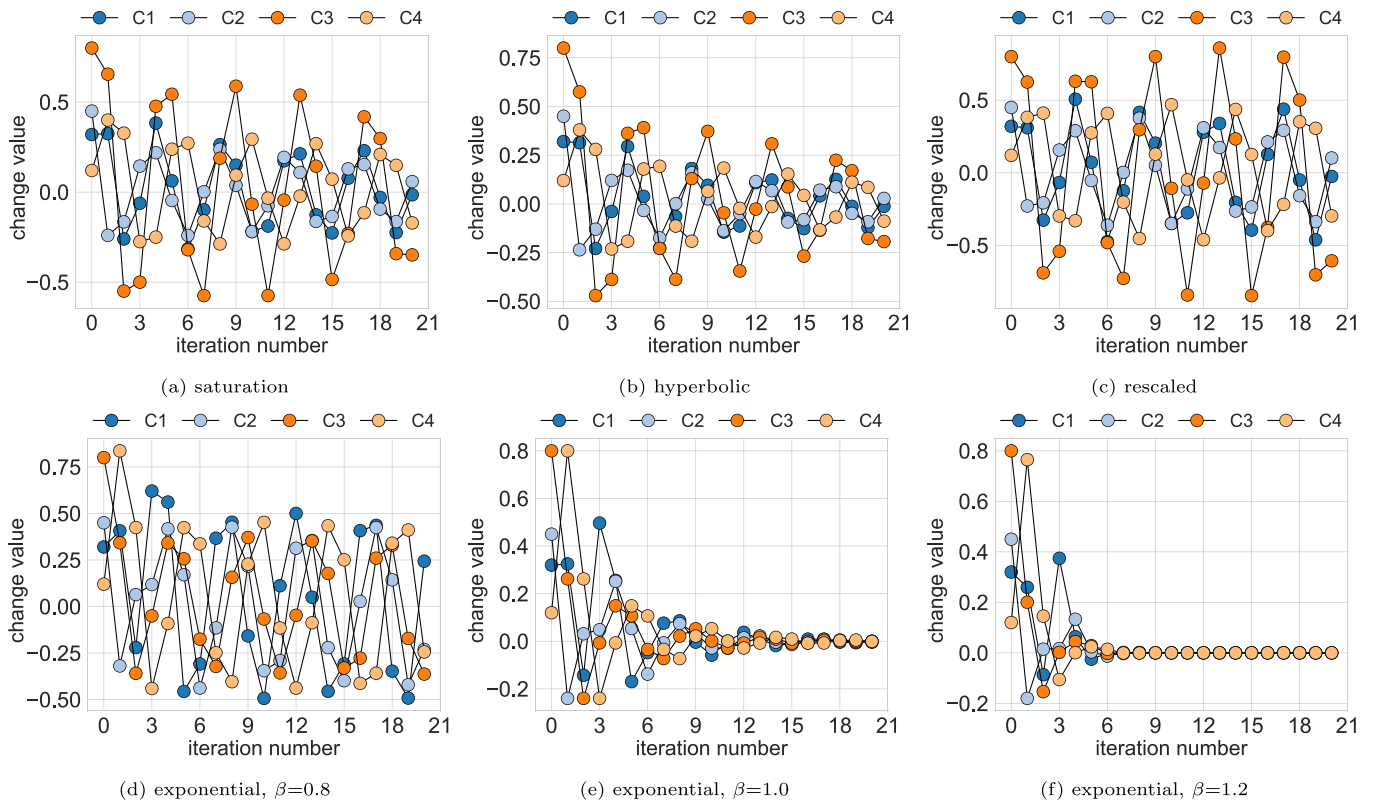 C1 C2 C3 C4
C1 C2 C3 C4
C1 C2 C3 C4
change value
0.5
0.0
−0.5
0 3 6 9 12 15 18 21
iteration number
(a) saturation
change value
0.75
0.50
0.25
0.00
−0.25
−0.50
0 3 6 9 12 15 18 21
iteration number
(b) hyperbolic
change value
0.5
0.0
−0.5
0 3 6 9 12 15 18 21
iteration number
(c) rescaled
C1 C2 C3 C4
C1 C2 C3 C4
C1 C2 C3 C4
change value
0.75
0.50
0.25
0.00
−0.25
−0.50
0 3 6 9 12 15 18 21
iteration number
(d) exponential, β=0.8
change value
0.8
0.6
0.4
0.2
0.0
−0.2
0 3 6 9 12 15 18 21
iteration number
(e) exponential, β=1.0
change value
0.8
0.6
0.4
0.2
0.0
−0.2
0 3 6 9 12 15 18 21
iteration number
(f) exponential, β=1.2